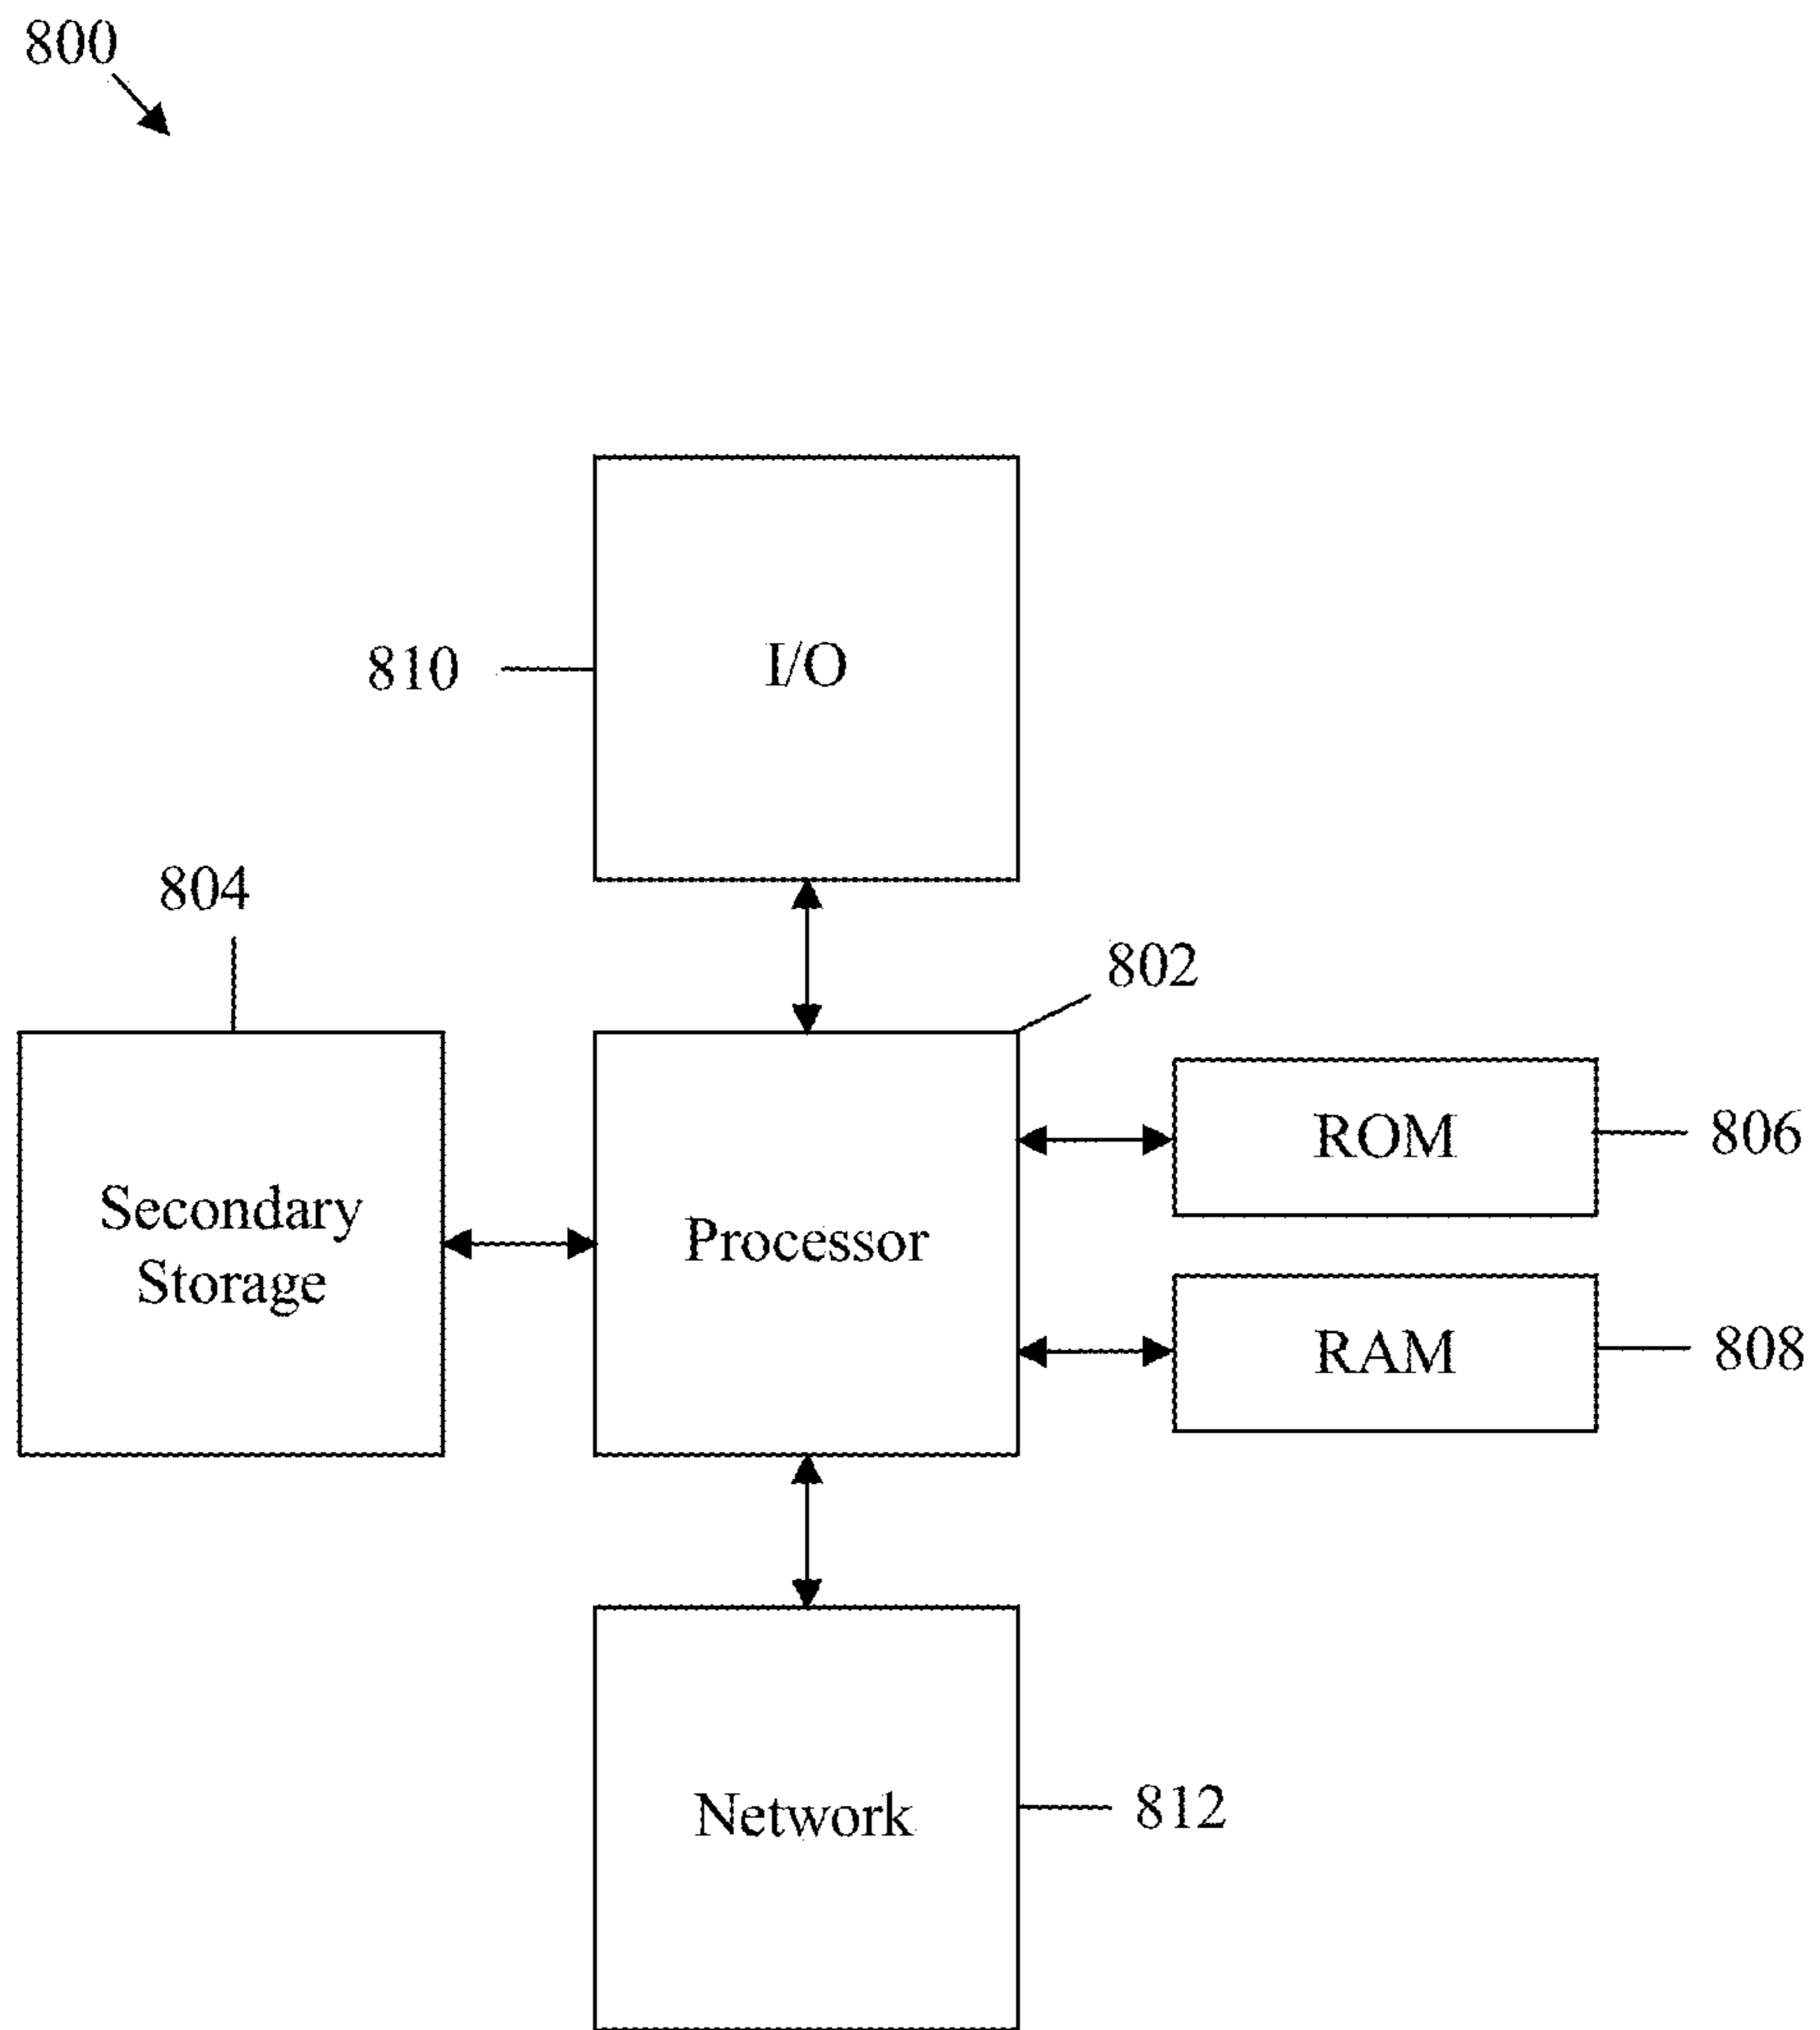 800
810
I/O
804
802
Secondary
Storage
Processor
ROM
806
RAM
808
Network
812